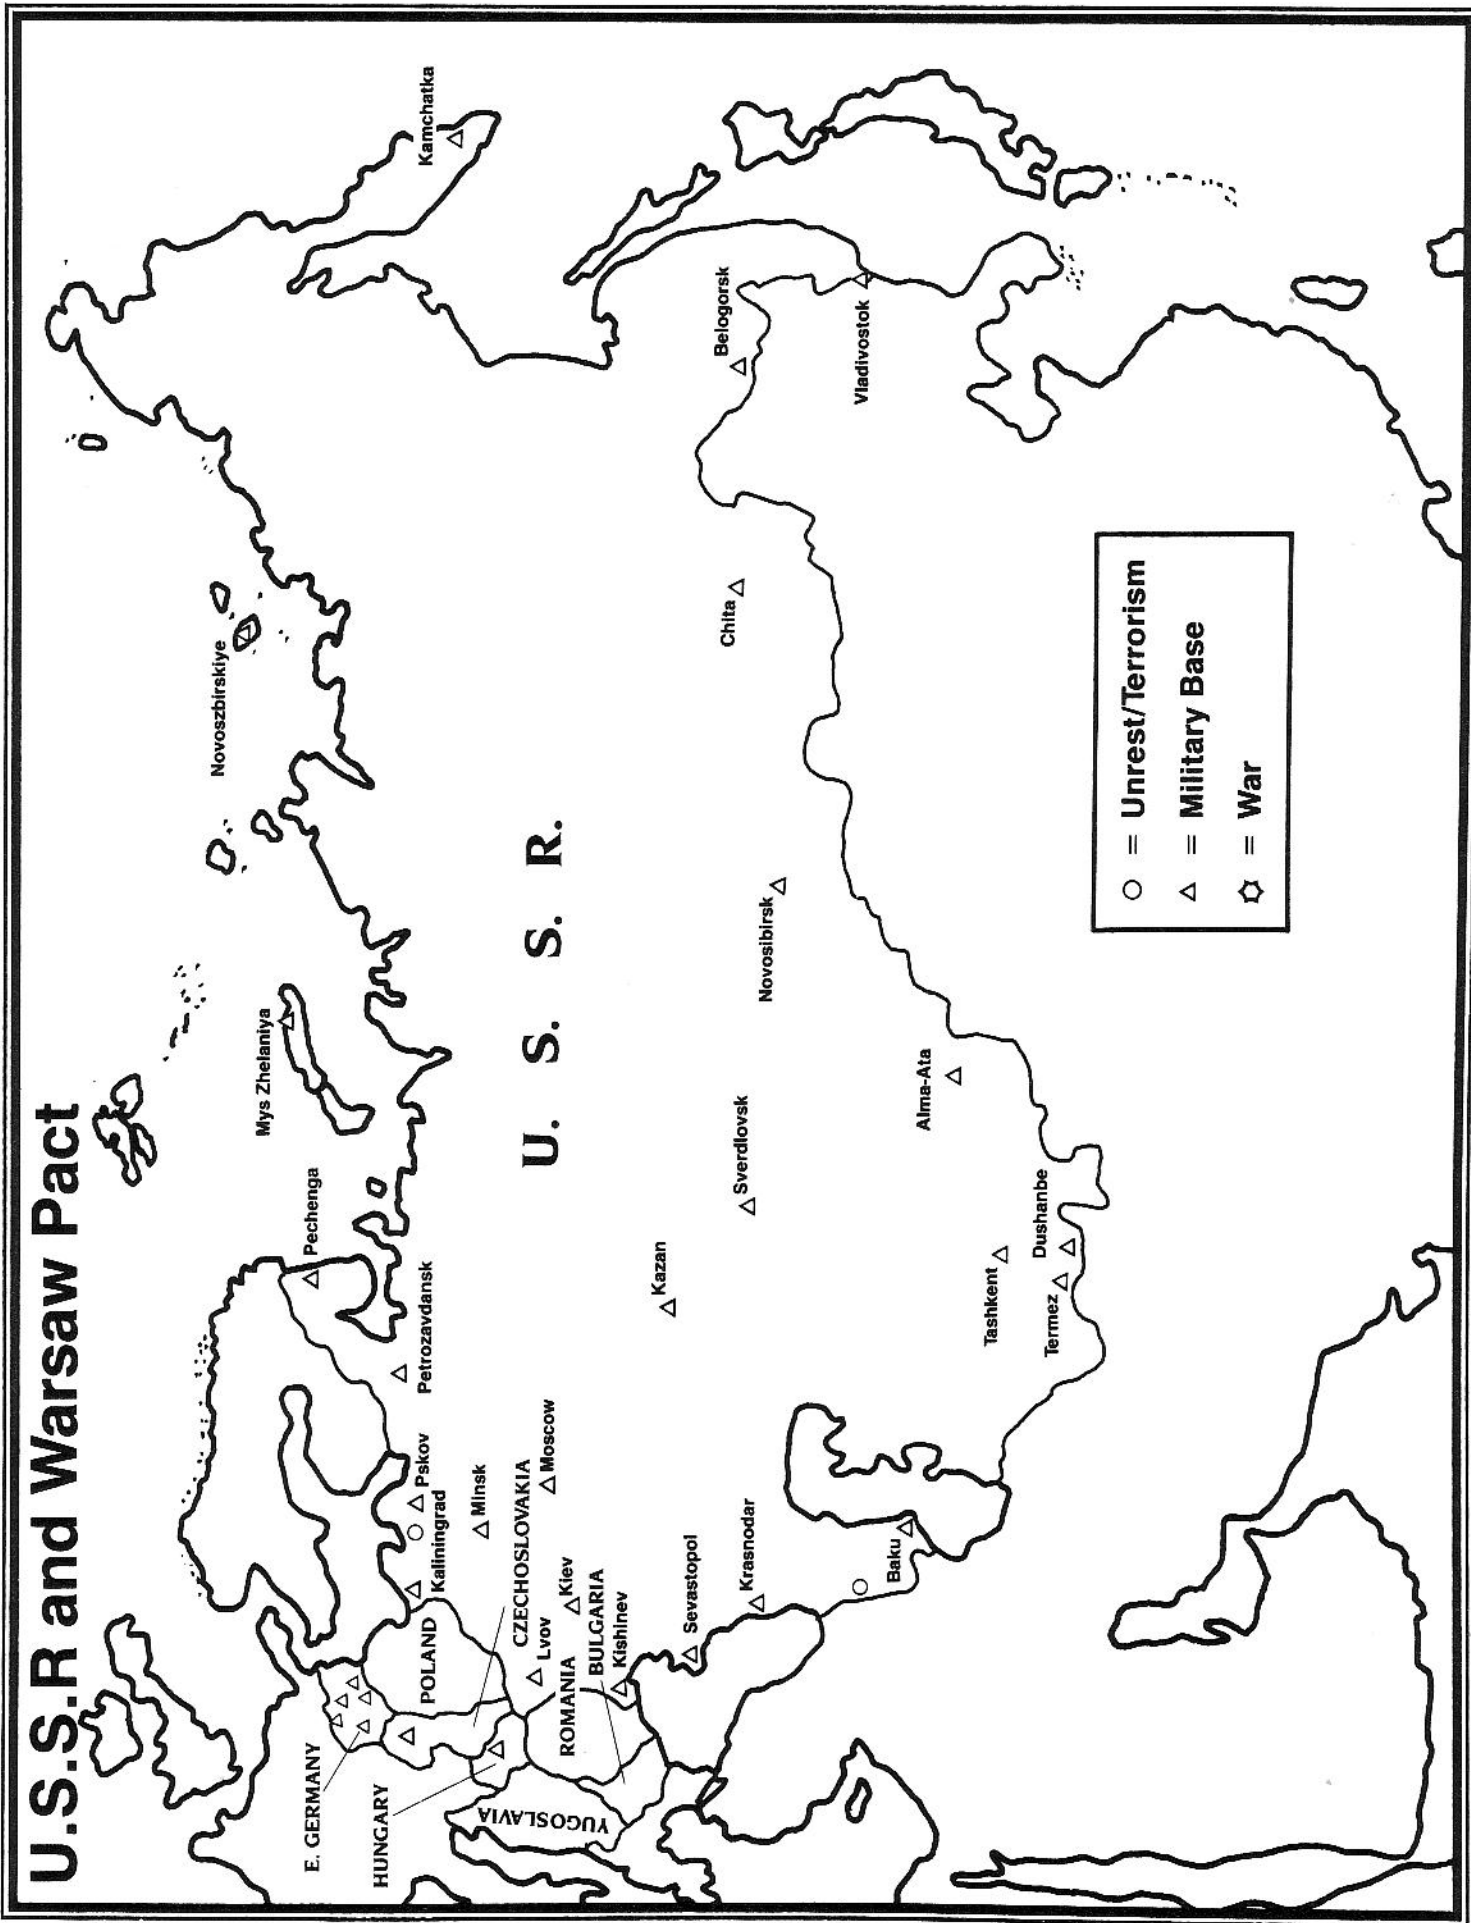 U.S.S.R and Warsaw Pact
Kamchatka
Novoszbirskiye
Mys Zhelaniya
Pechenga
Petrozavdansk
Pskov
Kaliningrad
Minsk
Moscow
U. S. S. R.
Kazan
Sverdlovsk
Novosibirsk
Chita
Belogorsk
Vladivostok
Alma-Ata
Tashkent
Dushanbe
Termez
E. GERMANY
POLAND
CZECHOSLOVAKIA
HUNGARY
Lvov
Kiev
ROMANIA
BULGARIA
Kishinev
YUGOSLAVIA
Sevastopol
Krasnodar
Baku
= Unrest/Terrorism
= Military Base
= War